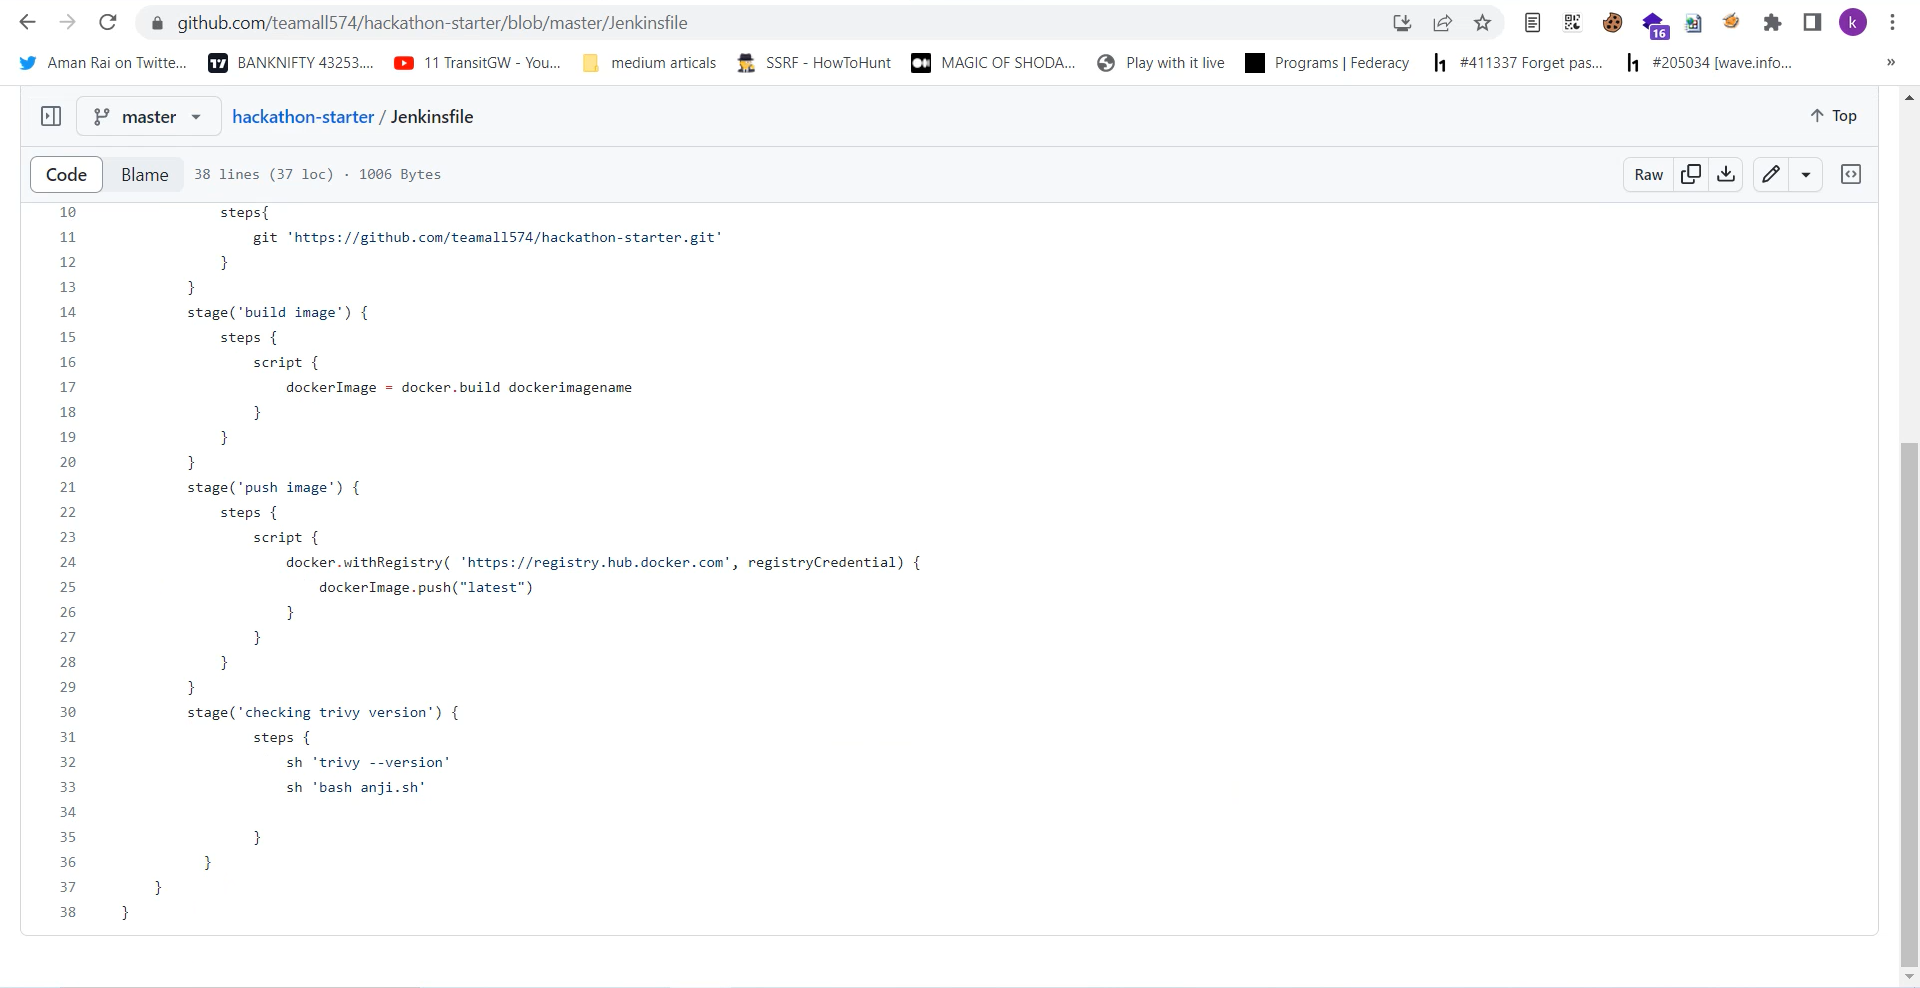 github.com/teamall574/hackathon-starter/blob/master/Jenkinsfile
16
k
Aman Rai on Twitte...
BANKNIFTY 43253....
11 TransitGW - You...
medium articals
SSRF - HowToHunt
MAGIC OF SHODA...
Play with it live
Programs | Federacy
#411337 Forget pas...
#205034 [wave.info...
»
master
hackathon-starter / Jenkinsfile
Top
Code
Blame
38 lines (37 loc) · 1006 Bytes
Raw
10 steps{
11 git 'https://github.com/teamall574/hackathon-starter.git'
12 }
13 }
14 stage('build image') {
15 steps {
16 script {
17 dockerImage = docker.build dockerimagename
18 }
19 }
20 }
21 stage('push image') {
22 steps {
23 script {
24 docker.withRegistry( 'https://registry.hub.docker.com', registryCredential) {
25 dockerImage.push("latest")
26 }
27 }
28 }
29 }
30 stage('checking trivy version') {
31 steps {
32 sh 'trivy --version'
33 sh 'bash anji.sh'
34
35 }
36 }
37 }
38 }